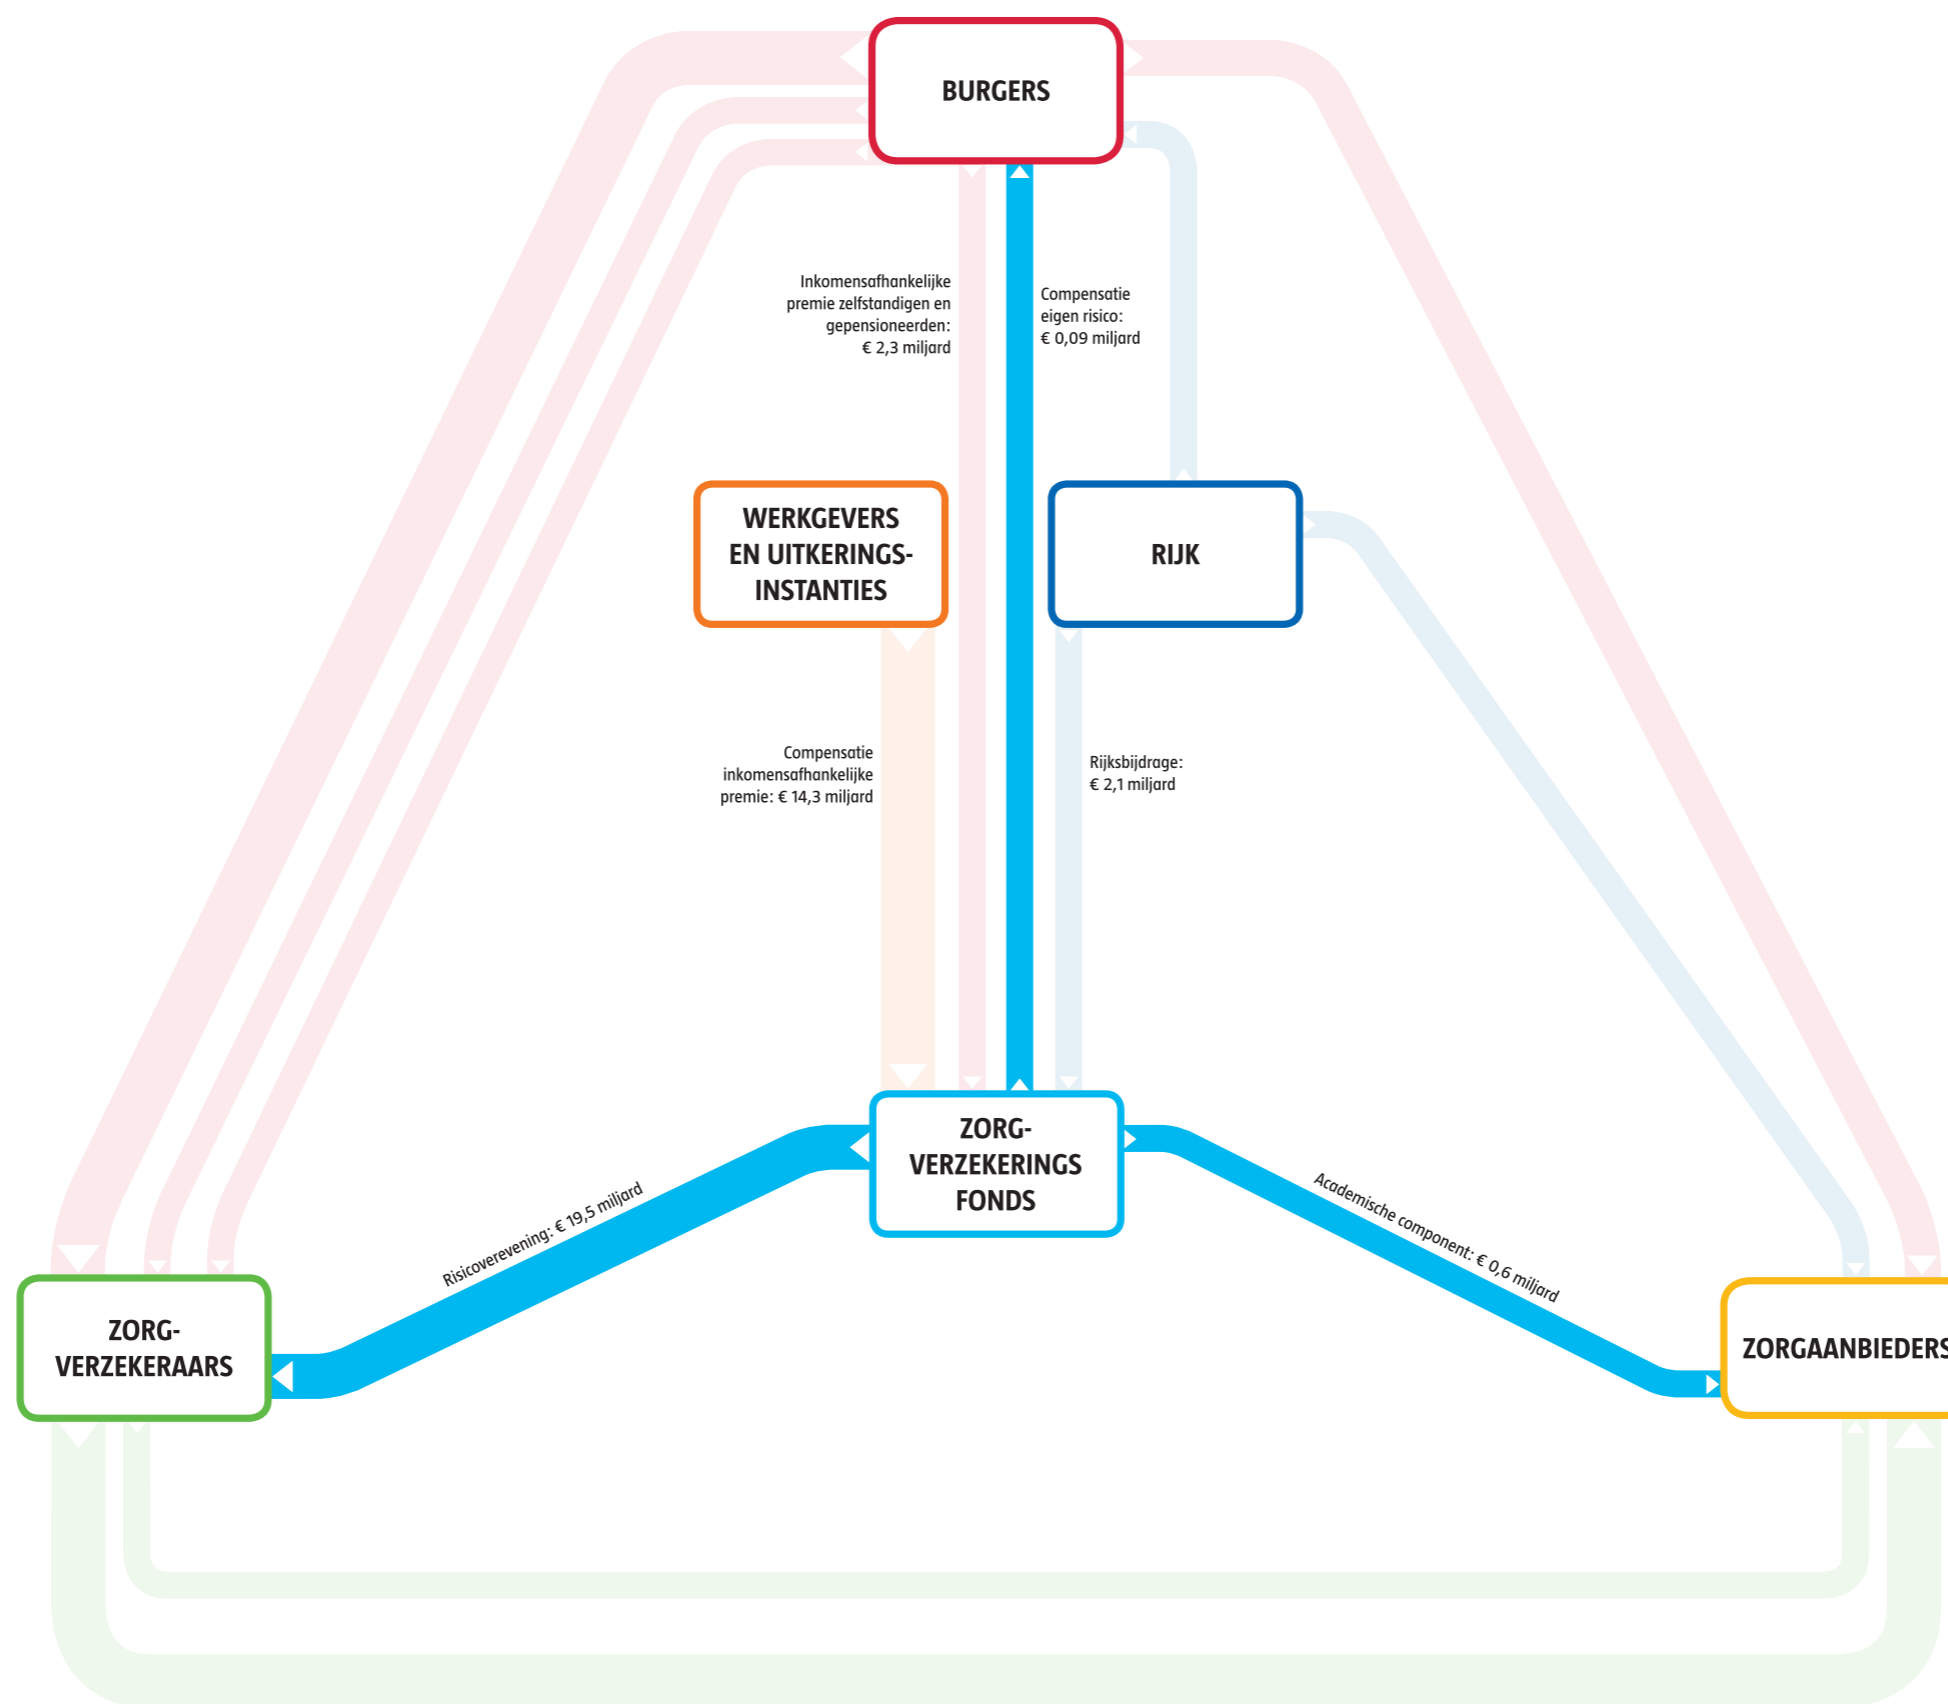 BURGERS
Inkomensafhankelijke
premie zelfstandigen en
gepensioneerden:
€ 2,3 miljard
Compensatie
eigen risico:
€ 0,09 miljard
WERKGEVERS
EN UITKERINGS-
INSTANTIES
RIJK
Compensatie
inkomensafhankelijke
premie: € 14,3 miljard
Rijksbijdrage:
€ 2,1 miljard
ZORG-
VERZEKERINGS
FONDS
Risicoverevening: € 19,5 miljard
Academische component: € 0,6 miljard
ZORG-
VERZEKERAARS
ZORGAANBIEDERS